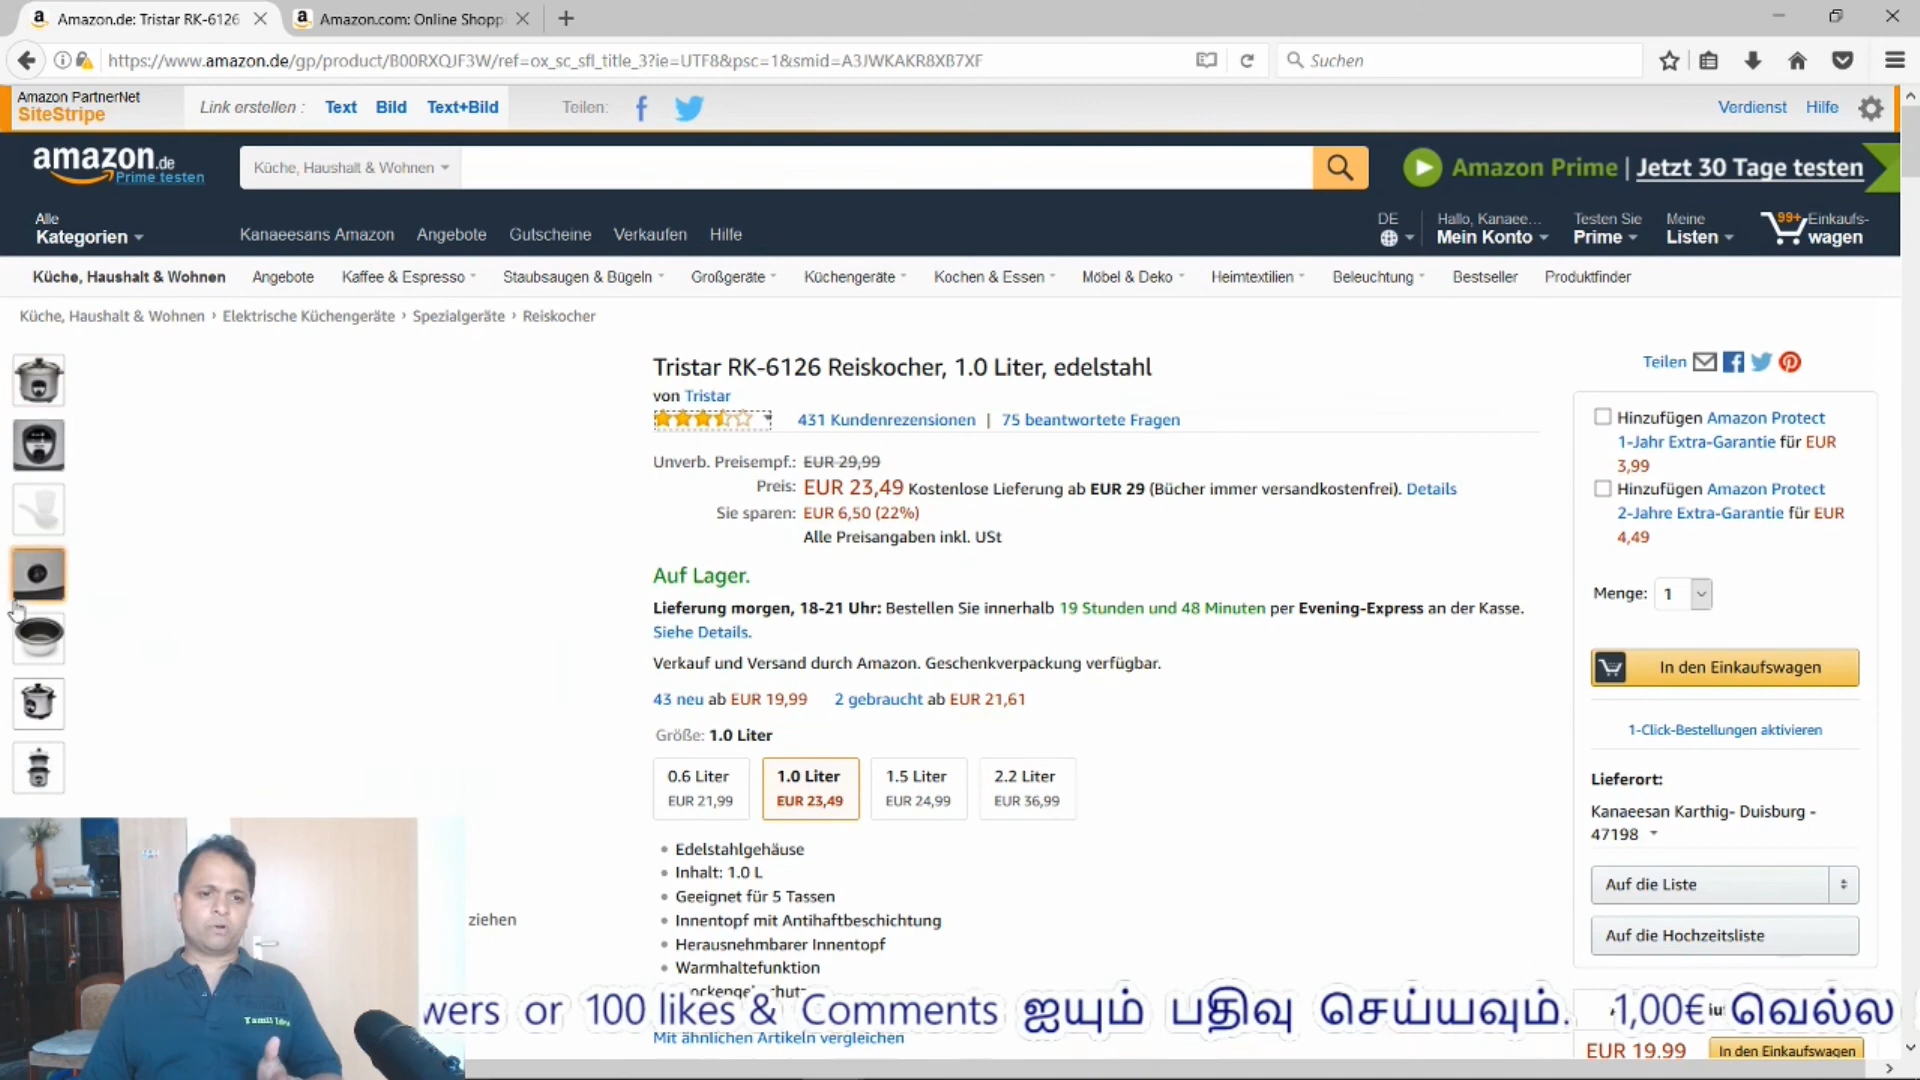 Amazon.de: Tristar RK-6126
Amazon.com: Online Shopp
https://www.amazon.de/gp/product/B00RXQJF3W/ref=ox_sc_sfl_title_3?ie=UTF8&psc=1&smid=A3JWKAKR8XB7XF
Suchen
Amazon PartnerNet
SiteStripe
Link erstellen : Text Bild Text+Bild
Teilen:
Verdienst Hilfe
amazon.de
Prime testen
Küche, Haushalt & Wohnen
Amazon Prime | Jetzt 30 Tage testen
Alle
Kategorien
Kanaeesans Amazon Angebote Gutscheine Verkaufen Hilfe
DE
Hallo, Kanaee...
Mein Konto
Testen Sie
Prime
Meine
Listen
99+
Einkaufs-
wagen
Küche, Haushalt & Wohnen Angebote Kaffee & Espresso Staubsaugen & Bügeln Großgeräte Küchengeräte Kochen & Essen Möbel & Deko Heimtextilien Beleuchtung Bestseller Produktfinder
Küche, Haushalt & Wohnen › Elektrische Küchengeräte › Spezialgeräte › Reiskocher
Tristar RK-6126 Reiskocher, 1.0 Liter, edelstahl
von Tristar
431 Kundenrezensionen | 75 beantwortete Fragen
Unverb. Preisempf.: EUR 29,99
Preis: EUR 23,49 Kostenlose Lieferung ab EUR 29 (Bücher immer versandkostenfrei). Details
Sie sparen: EUR 6,50 (22%)
Alle Preisangaben inkl. USt
Auf Lager.
Lieferung morgen, 18-21 Uhr: Bestellen Sie innerhalb 19 Stunden und 48 Minuten per Evening-Express an der Kasse.
Siehe Details.
Verkauf und Versand durch Amazon. Geschenkverpackung verfügbar.
43 neu ab EUR 19,99 2 gebraucht ab EUR 21,61
Größe: 1.0 Liter
0.6 Liter
EUR 21,99
1.0 Liter
EUR 23,49
1.5 Liter
EUR 24,99
2.2 Liter
EUR 36,99
• Edelstahlgehäuse
• Inhalt: 1.0 L
• Geeignet für 5 Tassen
• Innentopf mit Antihaftbeschichtung
• Herausnehmbarer Innentopf
• Warmhaltefunktion
Mit ähnlichen Artikeln vergleichen
ziehen
Teilen
Hinzufügen Amazon Protect
1-Jahr Extra-Garantie für EUR
3,99
Hinzufügen Amazon Protect
2-Jahre Extra-Garantie für EUR
4,49
Menge: 1
In den Einkaufswagen
1-Click-Bestellungen aktivieren
Lieferort:
Kanaeesan Karthig- Duisburg -
47198
Auf die Liste
Auf die Hochzeitsliste
EUR 19,99
In den Einkaufswagen
wers or 100 likes & Comments ஐயும் பதிவு செய்யவும். 1,00€ வெல்ல